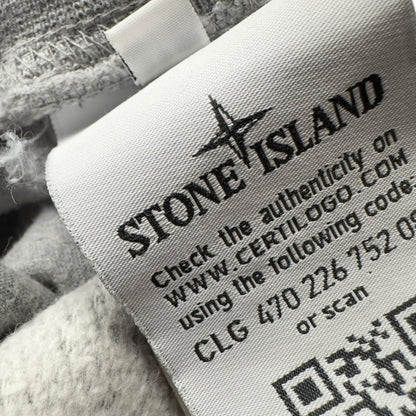 STONE ISLAND
Check the authenticity on
WWW.CERTILOGO.COM
using the following code:
CLG 470 226 752 0
or scan